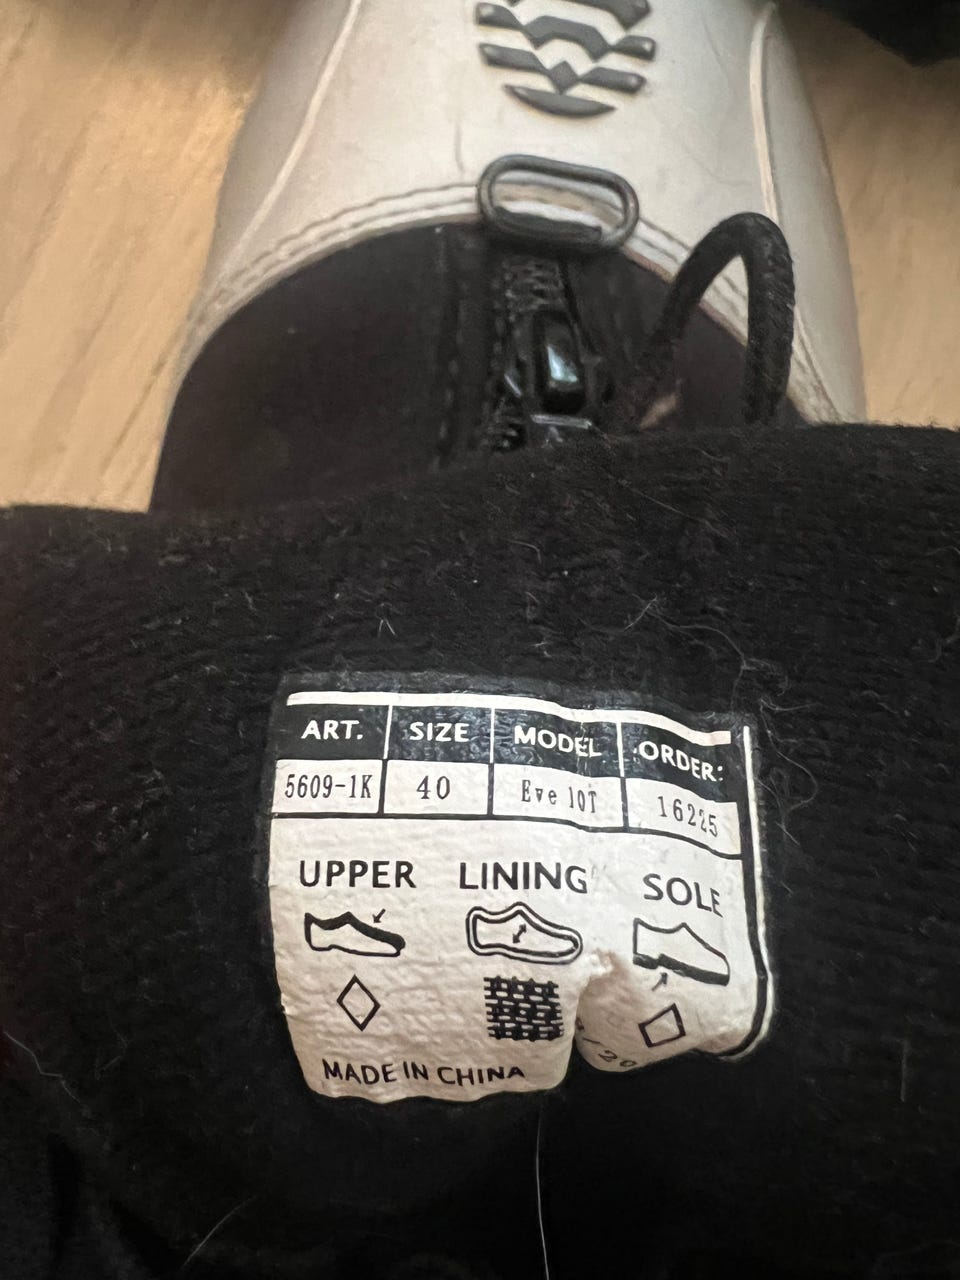 ART. SIZE MODEL ORDER:
5609-1K 40 Eve 10T 16225
UPPER LINING SOLE
MADE IN CHINA